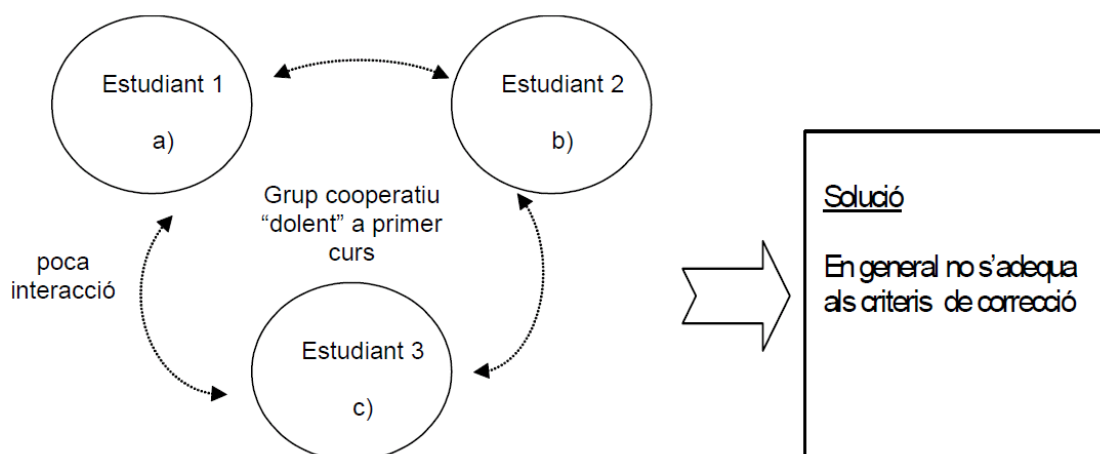 Estudiant 1
a)
Estudiant 2
b)
Grup cooperatiu
“dolent” a primer
curs
poca
interacció
Estudiant 3
c)
Solució
En general no s’adequa
als criteris de correcció